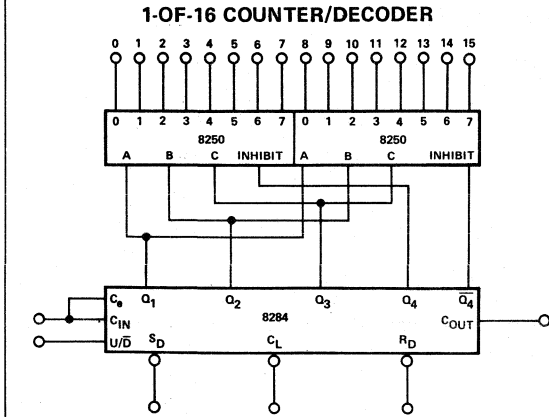 1-OF-16 COUNTER/DECODER
0 1 2 3 4 5 6 7 8 9 10 11 12 13 14 15
0 1 2 3 4 5 6 7 0 1 2 3 4 5 6 7
8250 8250
A B C INHIBIT A B C INHIBIT
Ce Q1 Q2 Q3 Q4 Q̅4̅
CIN 8284 COUT
U/D̅ SD CL RD